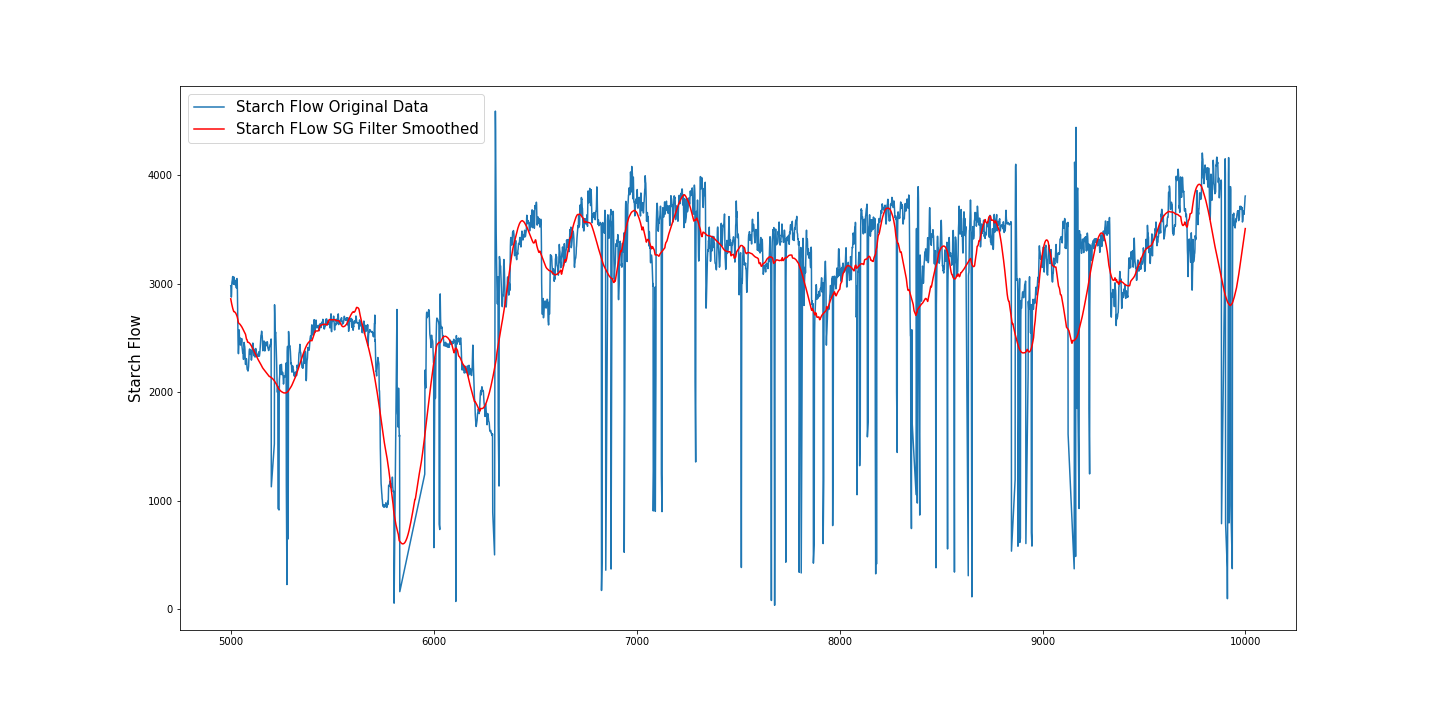 Starch Flow Original Data
Starch FLow SG Filter Smoothed
Starch Flow
4000
3000
2000
1000
0
5000 6000 7000 8000 9000 10000